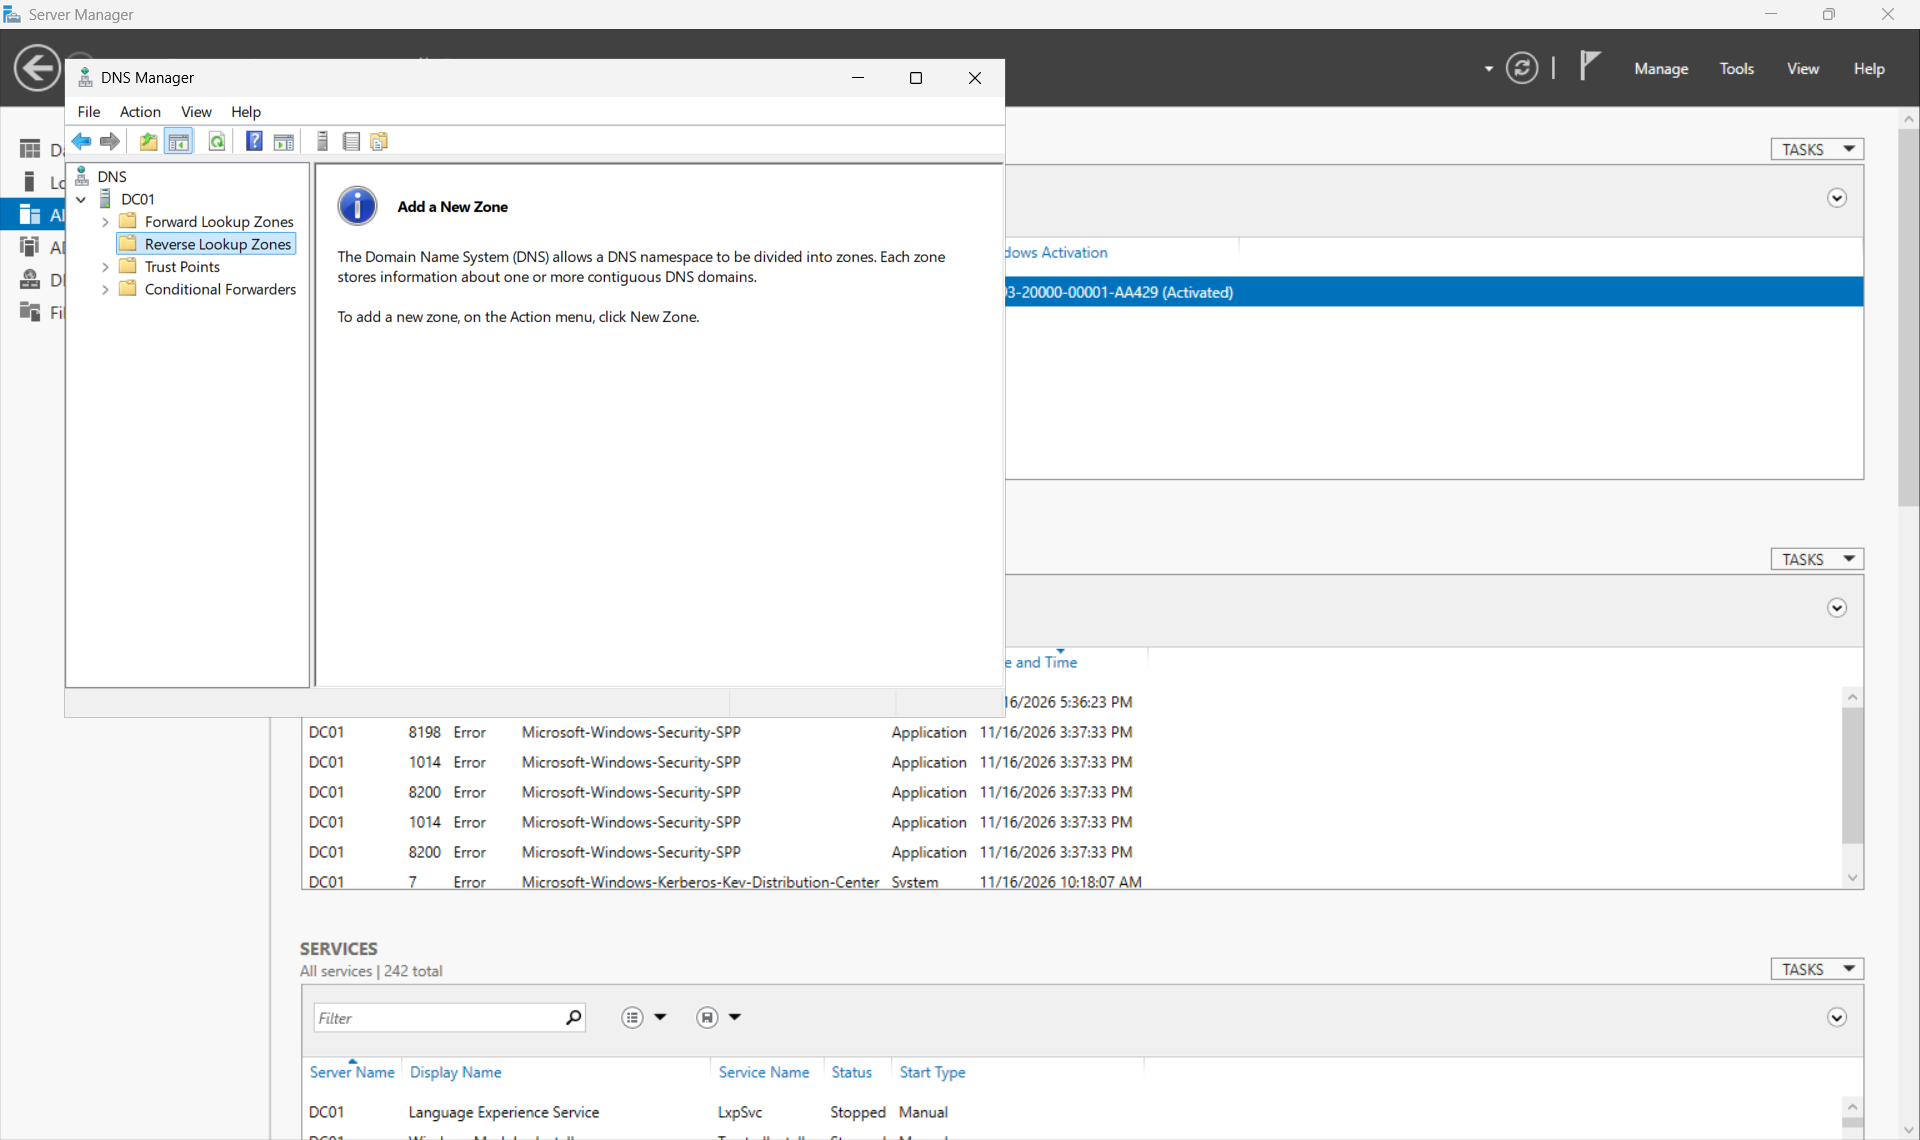 Server Manager
DNS Manager
Manage
Tools
View
Help
File
Action
View
Help
DNS
DC01
Forward Lookup Zones
Reverse Lookup Zones
Trust Points
Conditional Forwarders
Add a New Zone
The Domain Name System (DNS) allows a DNS namespace to be divided into zones. Each zone
stores information about one or more contiguous DNS domains.
To add a new zone, on the Action menu, click New Zone.
TASKS
dows Activation
3-20000-00001-AA429 (Activated)
TASKS
e and Time
16/2026 5:36:23 PM
DC01 8198 Error Microsoft-Windows-Security-SPP Application 11/16/2026 3:37:33 PM
DC01 1014 Error Microsoft-Windows-Security-SPP Application 11/16/2026 3:37:33 PM
DC01 8200 Error Microsoft-Windows-Security-SPP Application 11/16/2026 3:37:33 PM
DC01 1014 Error Microsoft-Windows-Security-SPP Application 11/16/2026 3:37:33 PM
DC01 8200 Error Microsoft-Windows-Security-SPP Application 11/16/2026 3:37:33 PM
DC01 7 Error Microsoft-Windows-Kerberos-Key-Distribution-Center System 11/16/2026 10:18:07 AM
SERVICES
All services | 242 total
TASKS
Filter
Server Name Display Name Service Name Status Start Type
DC01 Language Experience Service LxpSvc Stopped Manual